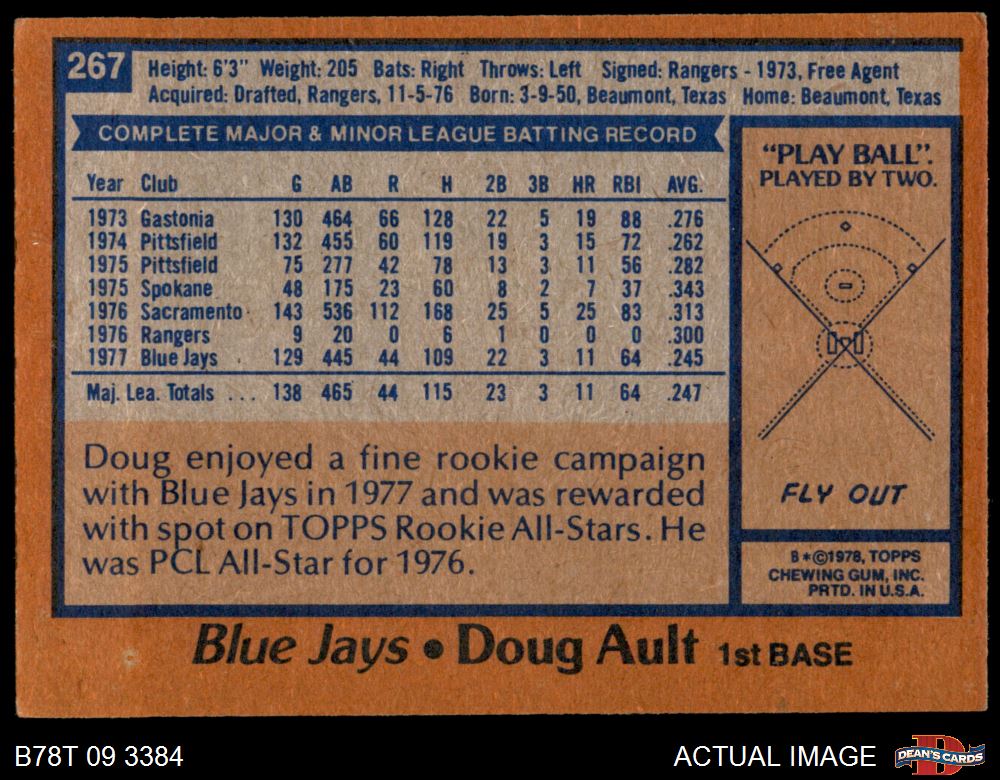 267
Height: 6'3" Weight: 205 Bats: Right Throws: Left Signed: Rangers - 1973, Free Agent
Acquired: Drafted, Rangers, 11-5-76 Born: 3-9-50, Beaumont, Texas Home: Beaumont, Texas
COMPLETE MAJOR & MINOR LEAGUE BATTING RECORD
Year Club G AB R H 2B 3B HR RBI AVG.
1973 Gastonia 130 464 66 128 22 5 19 88 .276
1974 Pittsfield 132 455 60 119 19 3 15 72 .262
1975 Pittsfield 75 277 42 78 13 3 11 56 .282
1975 Spokane 48 175 23 60 8 2 7 37 .343
1976 Sacramento 143 536 112 168 25 5 25 83 .313
1976 Rangers 9 20 0 6 1 0 0 0 .300
1977 Blue Jays 129 445 44 109 22 3 11 64 .245
Maj. Lea. Totals ... 138 465 44 115 23 3 11 64 .247
Doug enjoyed a fine rookie campaign
with Blue Jays in 1977 and was rewarded
with spot on TOPPS Rookie All-Stars. He
was PCL All-Star for 1976.
"PLAY BALL".
PLAYED BY TWO.
FLY OUT
B*©1978, TOPPS
CHEWING GUM, INC.
PRTD. IN U.S.A.
Blue Jays • Doug Ault 1st BASE
B78T 09 3384
ACTUAL IMAGE
DEAN'S CARDS